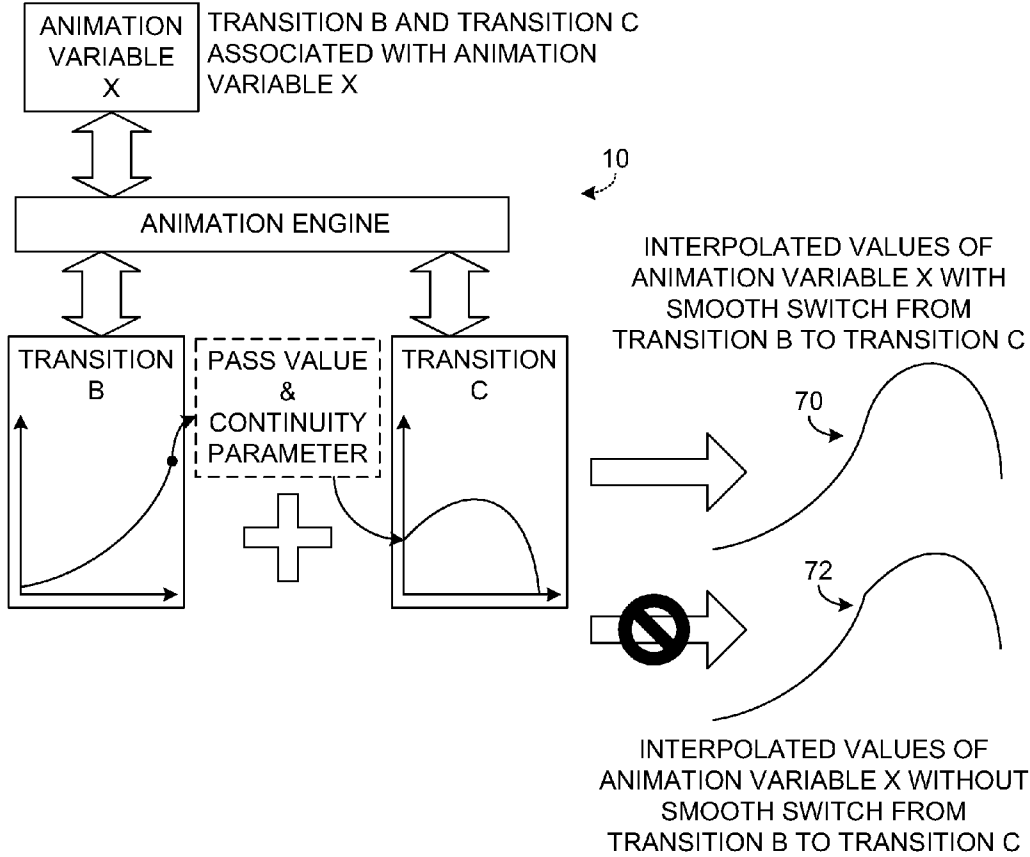 ANIMATION
VARIABLE
X
TRANSITION B AND TRANSITION C
ASSOCIATED WITH ANIMATION
VARIABLE X
10
ANIMATION ENGINE
TRANSITION
B
PASS VALUE
&
CONTINUITY
PARAMETER
TRANSITION
C
INTERPOLATED VALUES OF
ANIMATION VARIABLE X WITH
SMOOTH SWITCH FROM
TRANSITION B TO TRANSITION C
70
72
INTERPOLATED VALUES OF
ANIMATION VARIABLE X WITHOUT
SMOOTH SWITCH FROM
TRANSITION B TO TRANSITION C